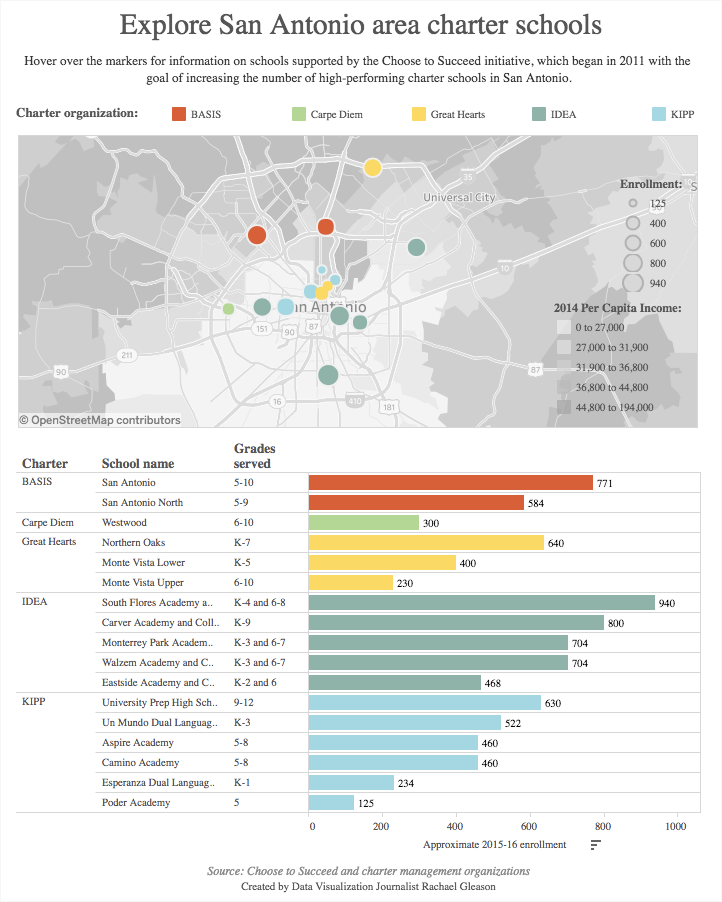 Explore San Antonio area charter schools
Hover over the markers for information on schools supported by the Choose to Succeed initiative, which began in 2011 with the
goal of increasing the number of high-performing charter schools in San Antonio.
Charter organization: BASIS Carpe Diem Great Hearts IDEA KIPP
35
Universal City
Enrollment:
125
400
600
800
940
10
an Antonio
2014 Per Capita Income:
0 to 27,000
27,000 to 31,900
31,900 to 36,800
36,800 to 44,800
44,800 to 194,000
151 90 87
211
90
87
16 410 181
© OpenStreetMap contributors
Charter School name Grades served
BASIS San Antonio 5-10 771
San Antonio North 5-9 584
Carpe Diem Westwood 6-10 300
Great Hearts Northern Oaks K-7 640
Monte Vista Lower K-5 400
Monte Vista Upper 6-10 230
IDEA South Flores Academy a.. K-4 and 6-8 940
Carver Academy and Coll.. K-9 800
Monterrey Park Academ.. K-3 and 6-7 704
Walzem Academy and C.. K-3 and 6-7 704
Eastside Academy and C.. K-2 and 6 468
KIPP University Prep High Sch.. 9-12 630
Un Mundo Dual Languag.. K-3 522
Aspire Academy 5-8 460
Camino Academy 5-8 460
Esperanza Dual Languag.. K-1 234
Poder Academy 5 125
0 200 400 600 800 1000
Approximate 2015-16 enrollment
Source: Choose to Succeed and charter management organizations
Created by Data Visualization Journalist Rachael Gleason